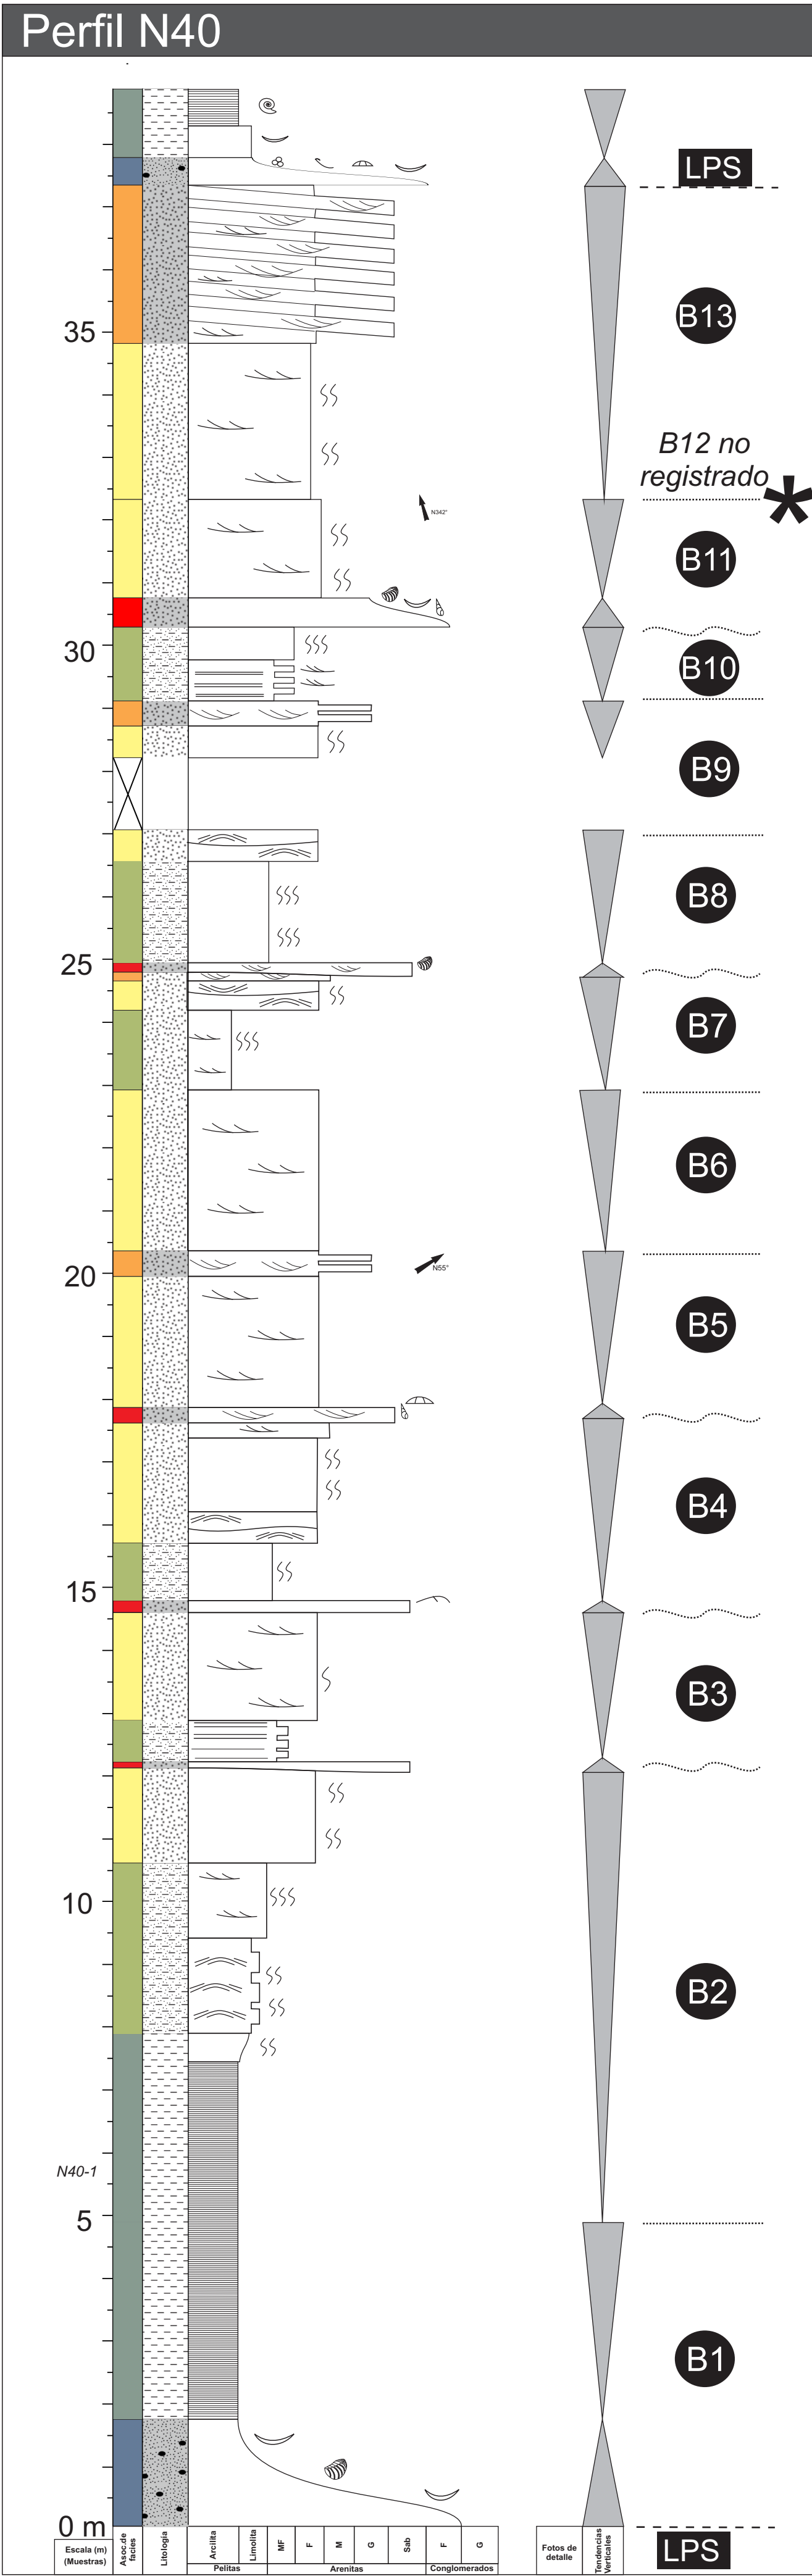 Perfil N40
LPS
B13
35
B12 no
registrado
*
N342°
B11
30
B10
B9
B8
25
B7
B6
20
N55°
B5
B4
15
B3
10
B2
N40-1
5
B1
0 m
LPS
Escala (m)
(Muestras)
Asoc.de
facies
Litología
Arcilita
Limolita
MF
F
M
G
Sab
F
G
Pelitas
Arenitas
Conglomerados
Fotos de
detalle
Tendencias
Verticales